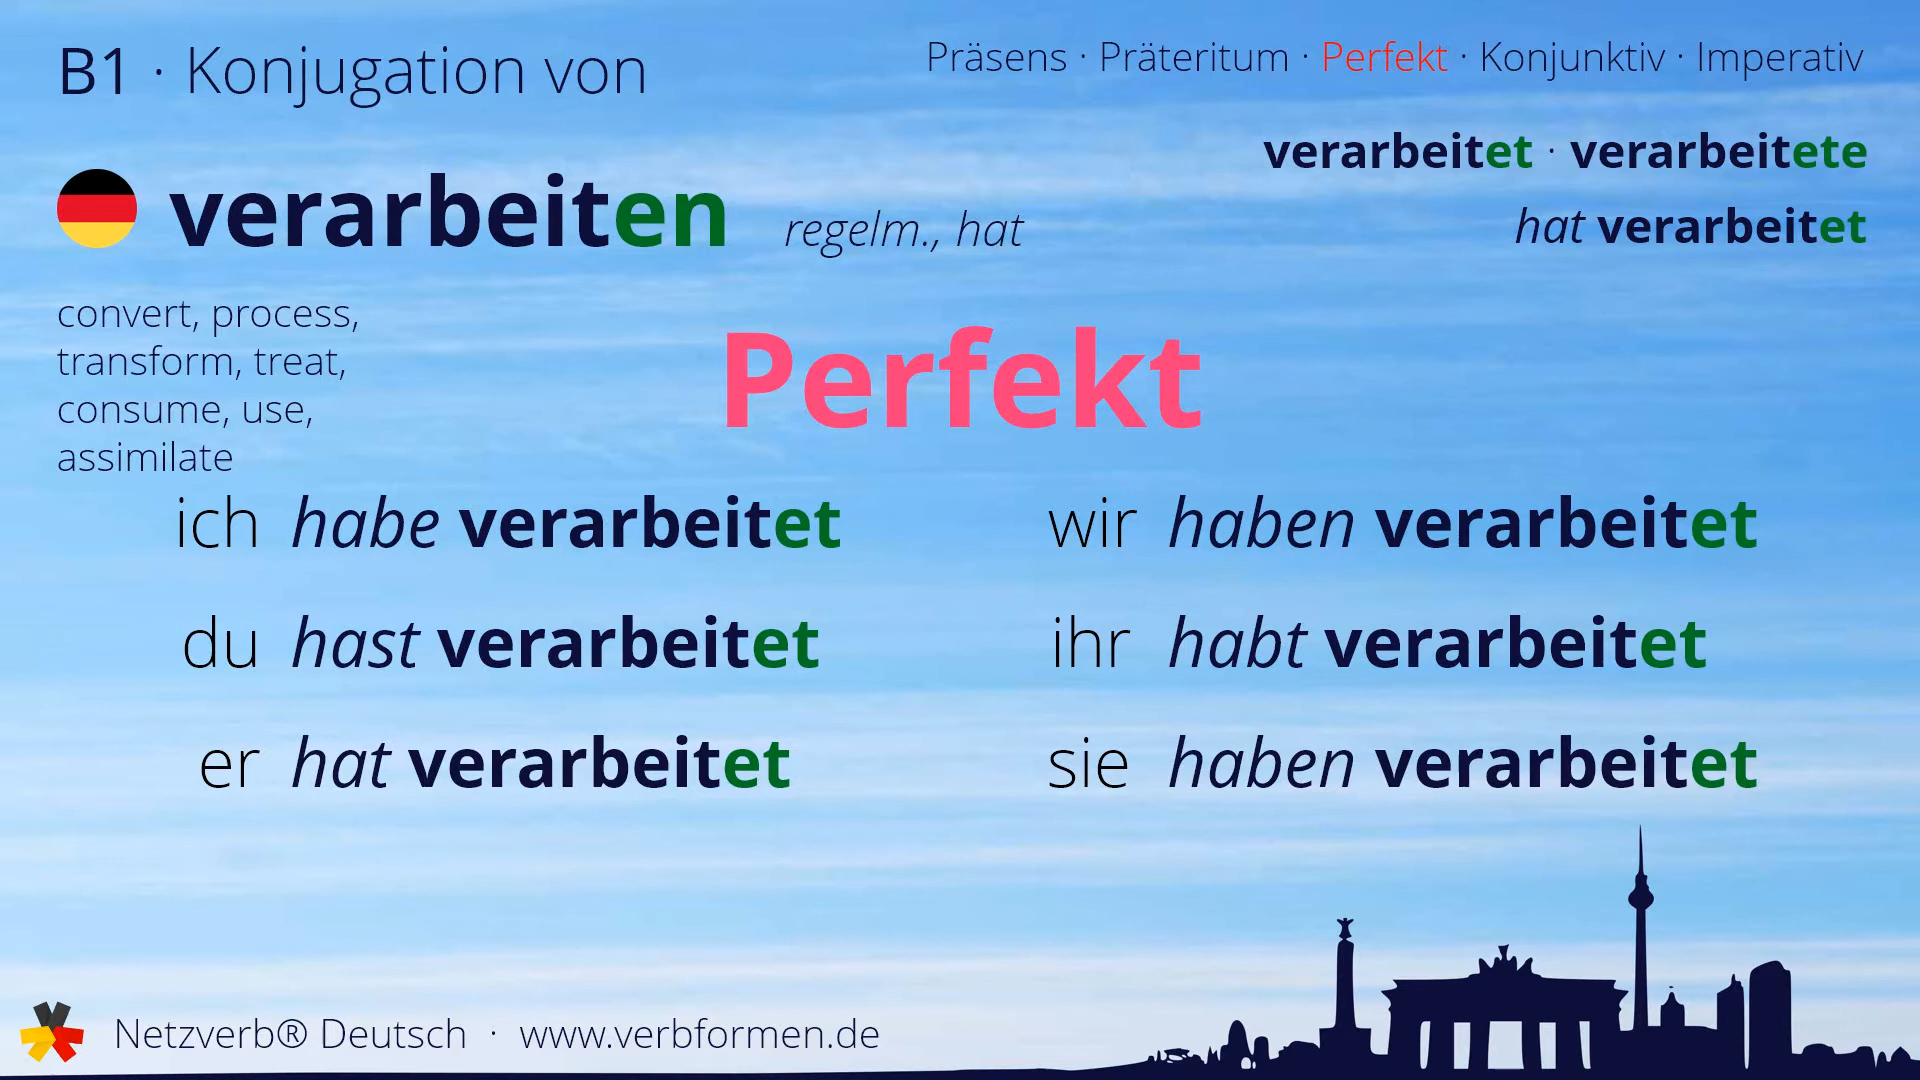 B1 · Konjugation von
Präsens · Präteritum · Perfekt · Konjunktiv · Imperativ
verarbeiten regelm., hat
verarbeitet · verarbeitete
hat verarbeitet
convert, process,
transform, treat,
consume, use,
assimilate
Perfekt
ich habe verarbeitet
du hast verarbeitet
er hat verarbeitet
wir haben verarbeitet
ihr habt verarbeitet
sie haben verarbeitet
Netzverb® Deutsch · www.verbformen.de